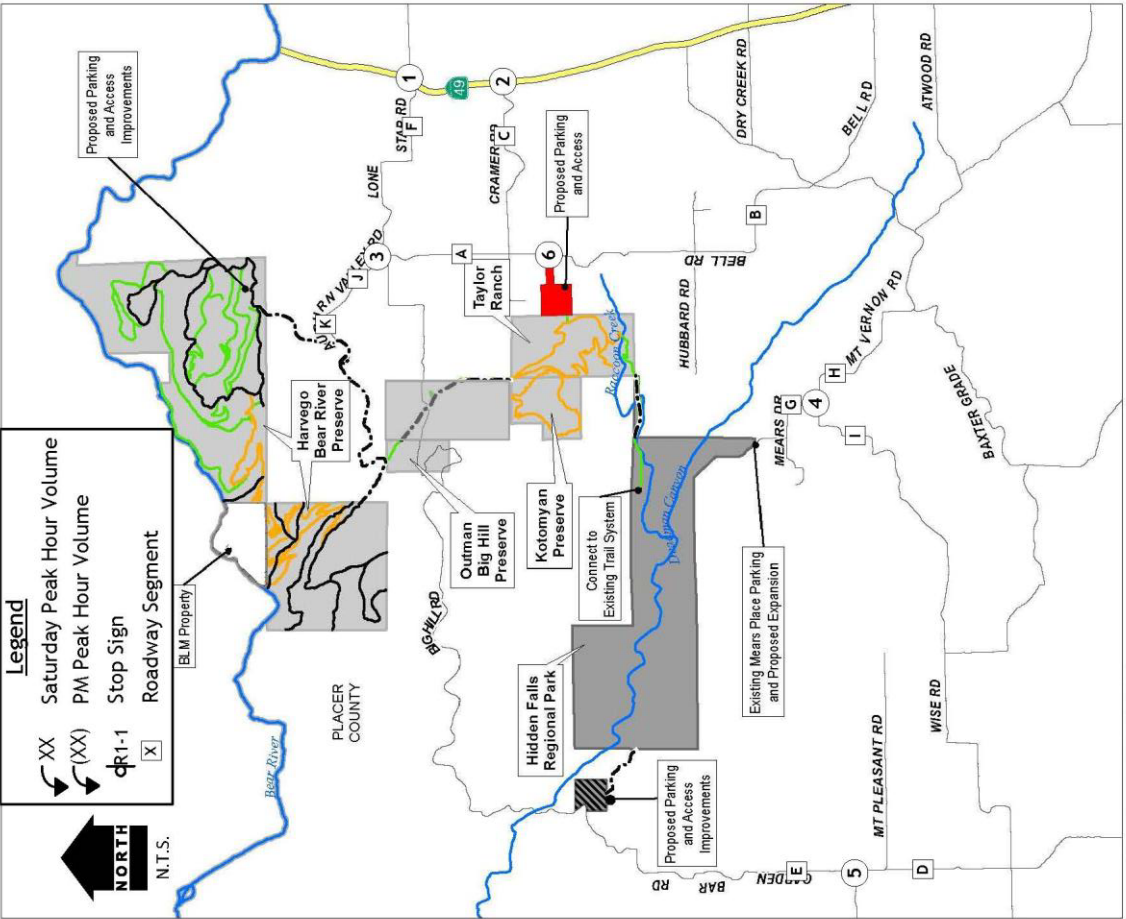 Legend
XX Saturday Peak Hour Volume
(XX) PM Peak Hour Volume
R1-1 Stop Sign
X Roadway Segment
NORTH
N.T.S.
BLM Property
Bear River
PLACER
COUNTY
Proposed Parking
and Access
Improvements
Harvego
Bear River
Preserve
49
1
2
STAR RD
F
LONE
CRAMER RD
C
3
J
K
A
6
Proposed Parking
and Access
Taylor
Ranch
Outman
Big Hill
Preserve
BIG HILL RD
Kotomyan
Preserve
Raccoon Creek
BELL RD
HUBBARD RD
B
DRY CREEK RD
BELL RD
ATWOOD RD
Connect to
Existing Trail System
Hidden Falls
Regional Park
Canyon
MEARS DR
G
4
H
MT VERNON RD
I
BAXTER GRADE
Existing Mears Place Parking
and Proposed Expansion
Proposed Parking
and Access
Improvements
MT PLEASANT RD
WISE RD
GARDEN
BAR
RD
E
5
D